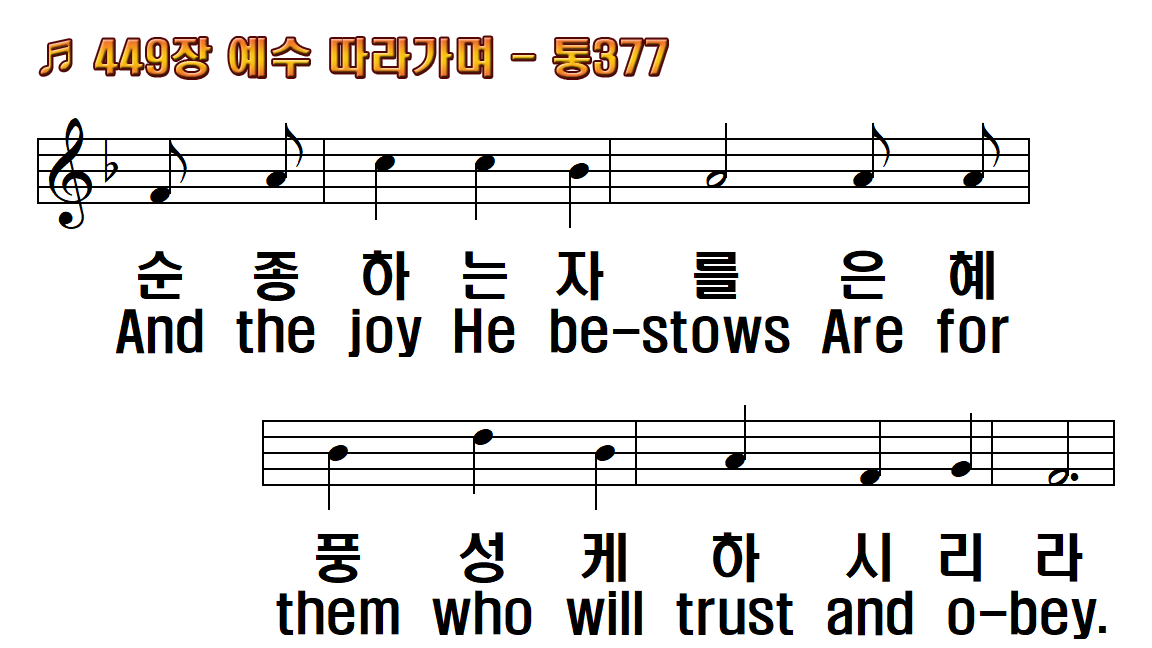 ♬ 449장 예수 따라가며 - 통377
순 종 하 는 자 를 은 혜
And the joy He be-stows Are for
풍 성 케 하 시 리 라
them who will trust and o-bey.